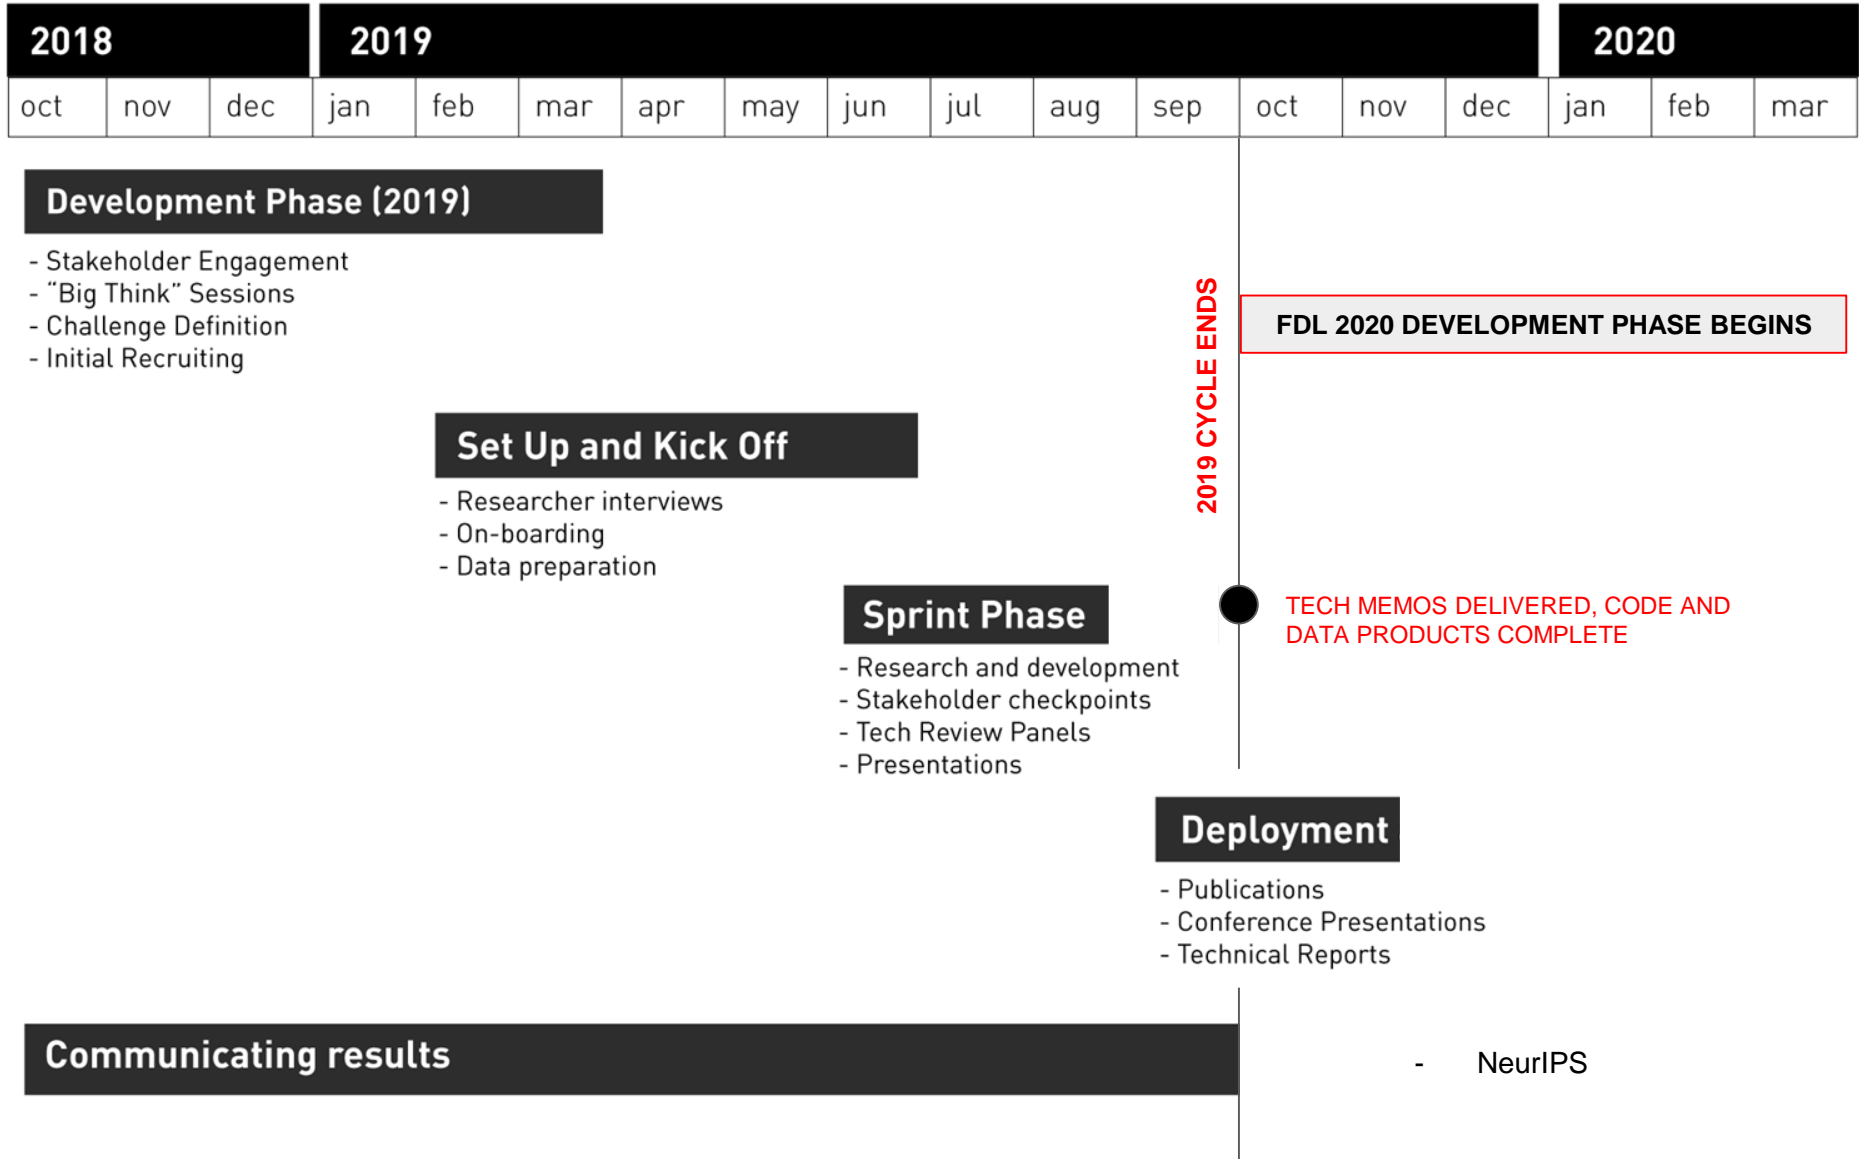 2018 2019 2020
oct nov dec jan feb mar apr may jun jul aug sep oct nov dec jan feb mar
Development Phase (2019)
- Stakeholder Engagement
- “Big Think” Sessions
- Challenge Definition
- Initial Recruiting
2019 CYCLE ENDS
FDL 2020 DEVELOPMENT PHASE BEGINS
Set Up and Kick Off
- Researcher interviews
- On-boarding
- Data preparation
Sprint Phase
- Research and development
- Stakeholder checkpoints
- Tech Review Panels
- Presentations
TECH MEMOS DELIVERED, CODE AND
DATA PRODUCTS COMPLETE
Deployment
- Publications
- Conference Presentations
- Technical Reports
Communicating results
- NeurIPS